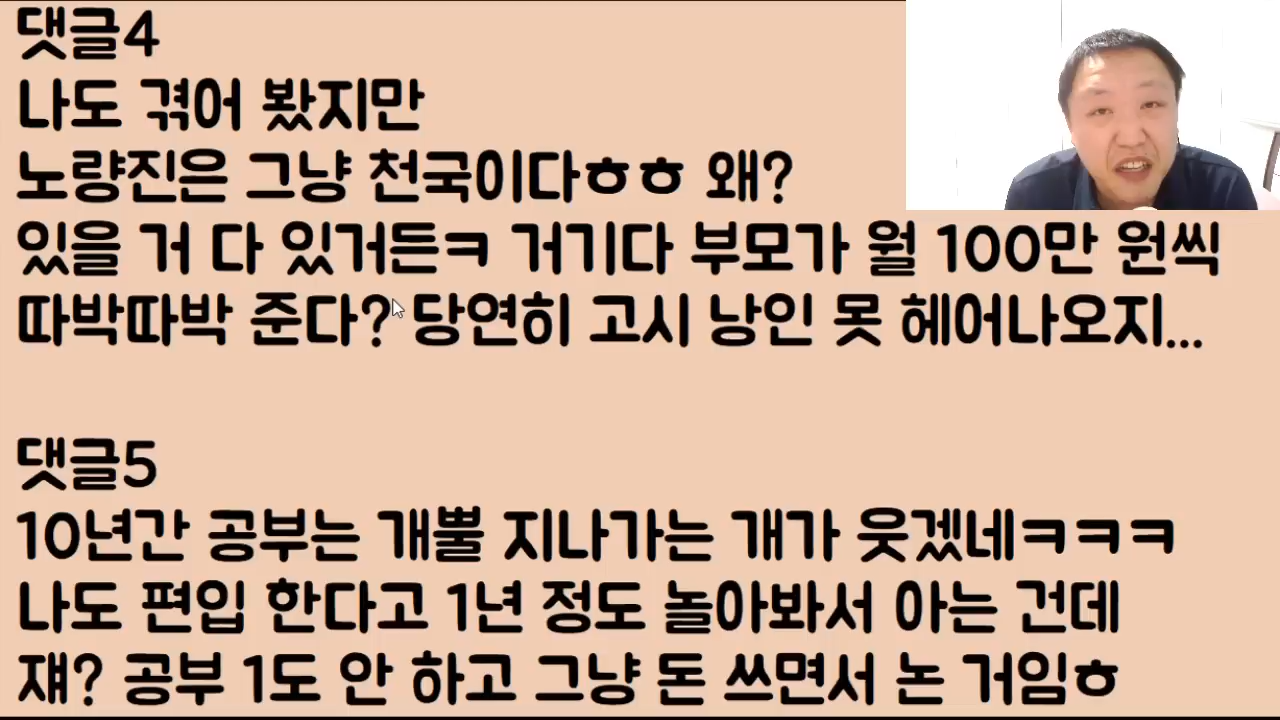 댓글4
나도 겪어 봤지만
노량진은 그냥 천국이다ㅎㅎ 왜?
있을 거 다 있거든ㅋ 거기다 부모가 월 100만 원씩
따박따박 준다? 당연히 고시 낭인 못 헤어나오지...
댓글5
10년간 공부는 개뿔 지나가는 개가 웃겠네ㅋㅋㅋ
나도 편입 한다고 1년 정도 놀아봐서 아는 건데
쟤? 공부 1도 안 하고 그냥 돈 쓰면서 논 거임ㅎ